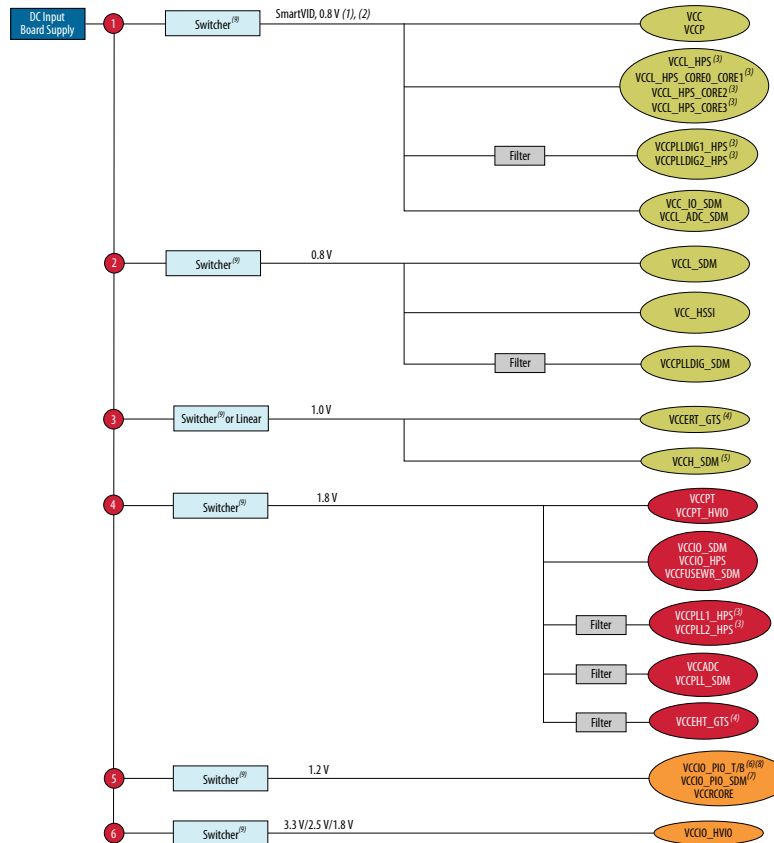 DC Input
Board Supply
1
Switcher(9)
SmartVID, 0.8 V (1), (2)
VCC
VCCP
VCCL_HPS(3)
VCCL_HPS_CORE0_CORE1(3)
VCCL_HPS_CORE2(3)
VCCL_HPS_CORE3(3)
Filter
VCCPLLDIG1_HPS(3)
VCCPLLDIG2_HPS(3)
VCC_IO_SDM
VCCL_ADC_SDM
2
Switcher(9)
0.8 V
VCCL_SDM
VCC_HSSI
Filter
VCCPLLDIG_SDM
3
Switcher(9) or Linear
1.0 V
VCCERT_GTS(4)
VCCH_SDM(5)
4
Switcher(9)
1.8 V
VCCPT
VCCPT_HVIO
VCCIO_SDM
VCCIO_HPS
VCCFUSEWR_SDM
Filter
VCCPLL1_HPS(3)
VCCPLL2_HPS(3)
Filter
VCCADC
VCCPLL_SDM
Filter
VCCEHT_GTS(4)
5
Switcher(9)
1.2 V
VCCIO_PIO_T/B(6)(8)
VCCIO_PIO_SDM(7)
VCCRCORE
6
Switcher(9)
3.3 V/2.5 V/1.8 V
VCCIO_HVIO